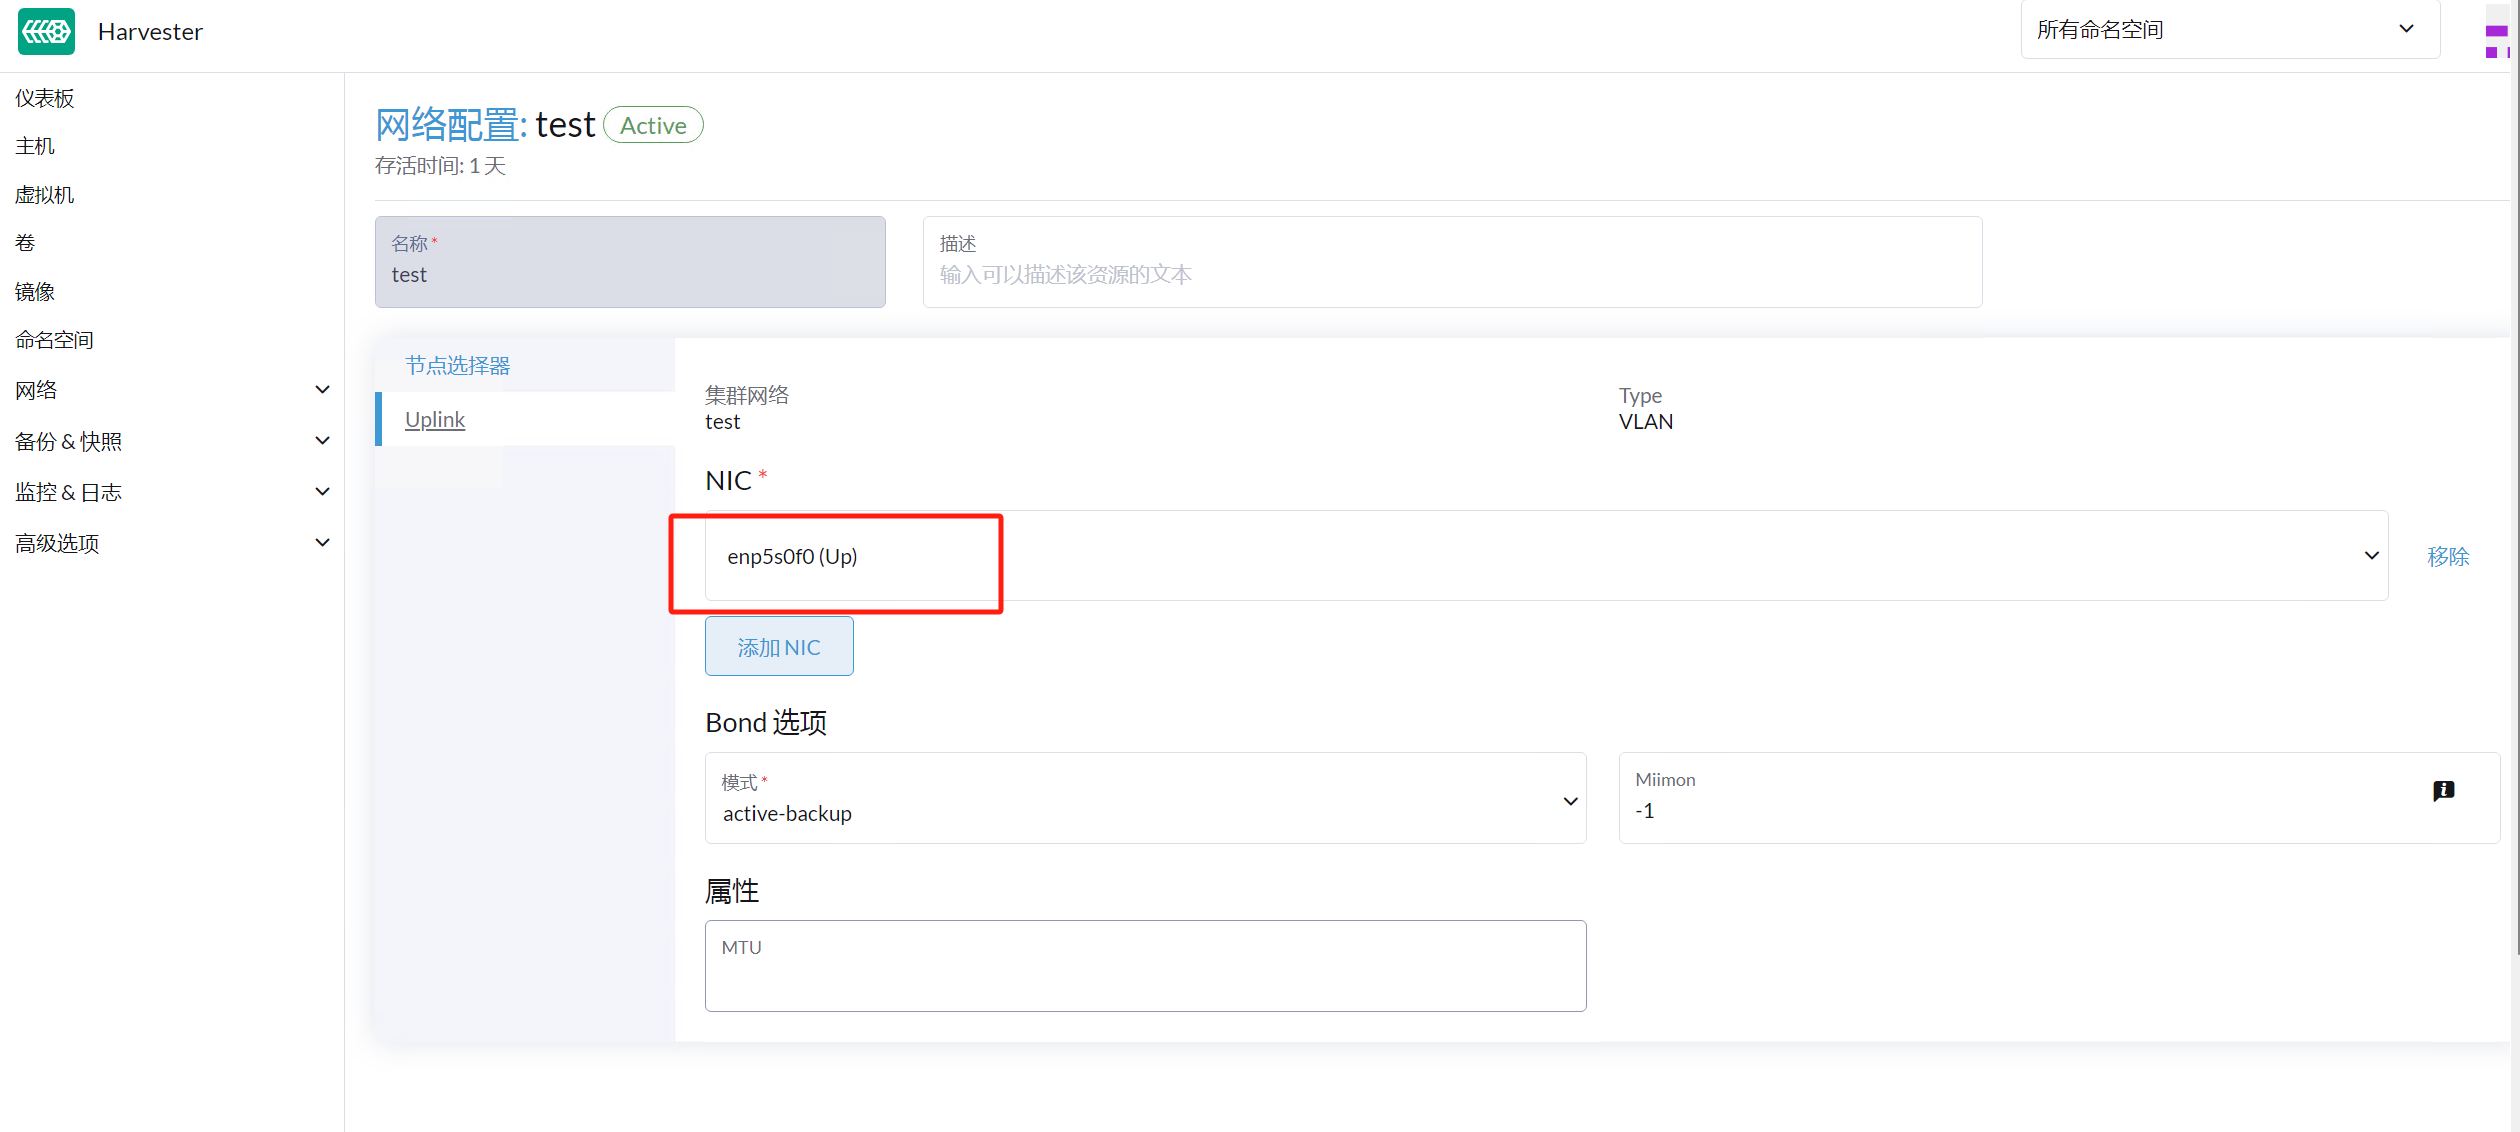 Harvester
所有命名空间
仪表板
主机
虚拟机
卷
镜像
命名空间
网络
备份 & 快照
监控 & 日志
高级选项
网络配置: test Active
存活时间: 1 天
名称 *
test
描述
输入可以描述该资源的文本
节点选择器
Uplink
集群网络
test
Type
VLAN
NIC *
enp5s0f0 (Up)
移除
添加 NIC
Bond 选项
模式 *
active-backup
Miimon
-1
属性
MTU